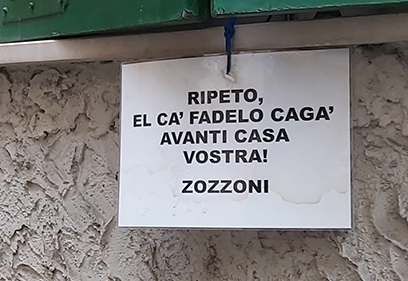 RIPETO,
EL CA' FADELO CAGA'
AVANTI CASA
VOSTRA!
ZOZZONI